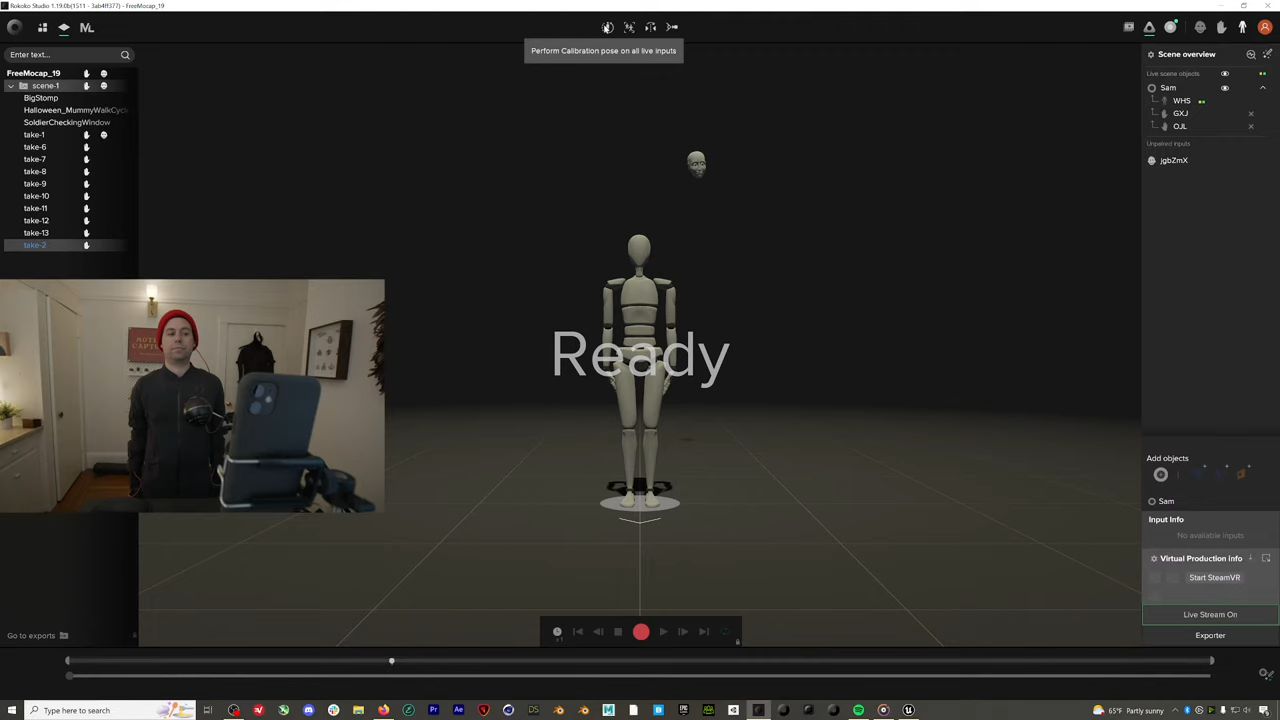 Rokoko Studio 1.19.0b(1511 - 3ab4ff377) - FreeMocap_19
ML
Perform Calibration pose on all live inputs
Enter text...
FreeMocap_19
scene-1
BigStomp
Halloween_MummyWalkCyc
SoldierCheckingWindow
take-1
take-6
take-7
take-8
take-9
take-10
take-11
take-12
take-13
take-2
Scene overview
Live scene objects
Sam
WHS
GXJ
OJL
Unpaired inputs
jgbZmX
Ready
Add objects
Sam
Input Info
No available Inputs
Virtual Production info
Start SteamVR
Live Stream On
Exporter
Go to exports
x1
Type here to search
65°F Partly sunny